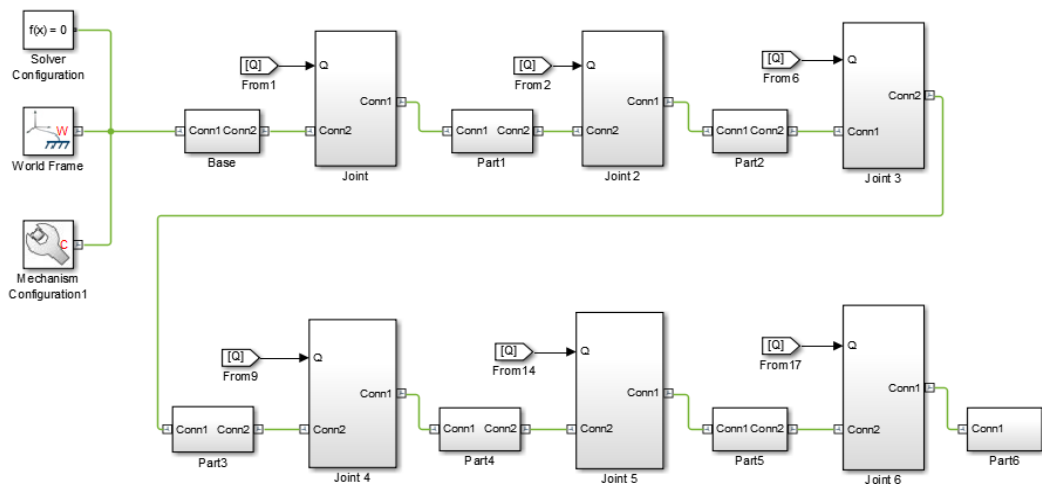 f(x) = 0
Solver
Configuration
W
World Frame
C
Mechanism
Configuration1
Conn1 Conn2
Base
[Q]
From1
Q
Conn1
Conn2
Joint
Conn1 Conn2
Part1
[Q]
From2
Q
Conn1
Conn2
Joint 2
Conn1 Conn2
Part2
[Q]
From6
Q
Conn2
Conn1
Joint 3
Conn1 Conn2
Part3
[Q]
From9
Q
Conn1
Conn2
Joint 4
Conn1 Conn2
Part4
[Q]
From14
Q
Conn1
Conn2
Joint 5
Conn1 Conn2
Part5
[Q]
From17
Q
Conn1
Conn2
Joint 6
Conn1
Part6